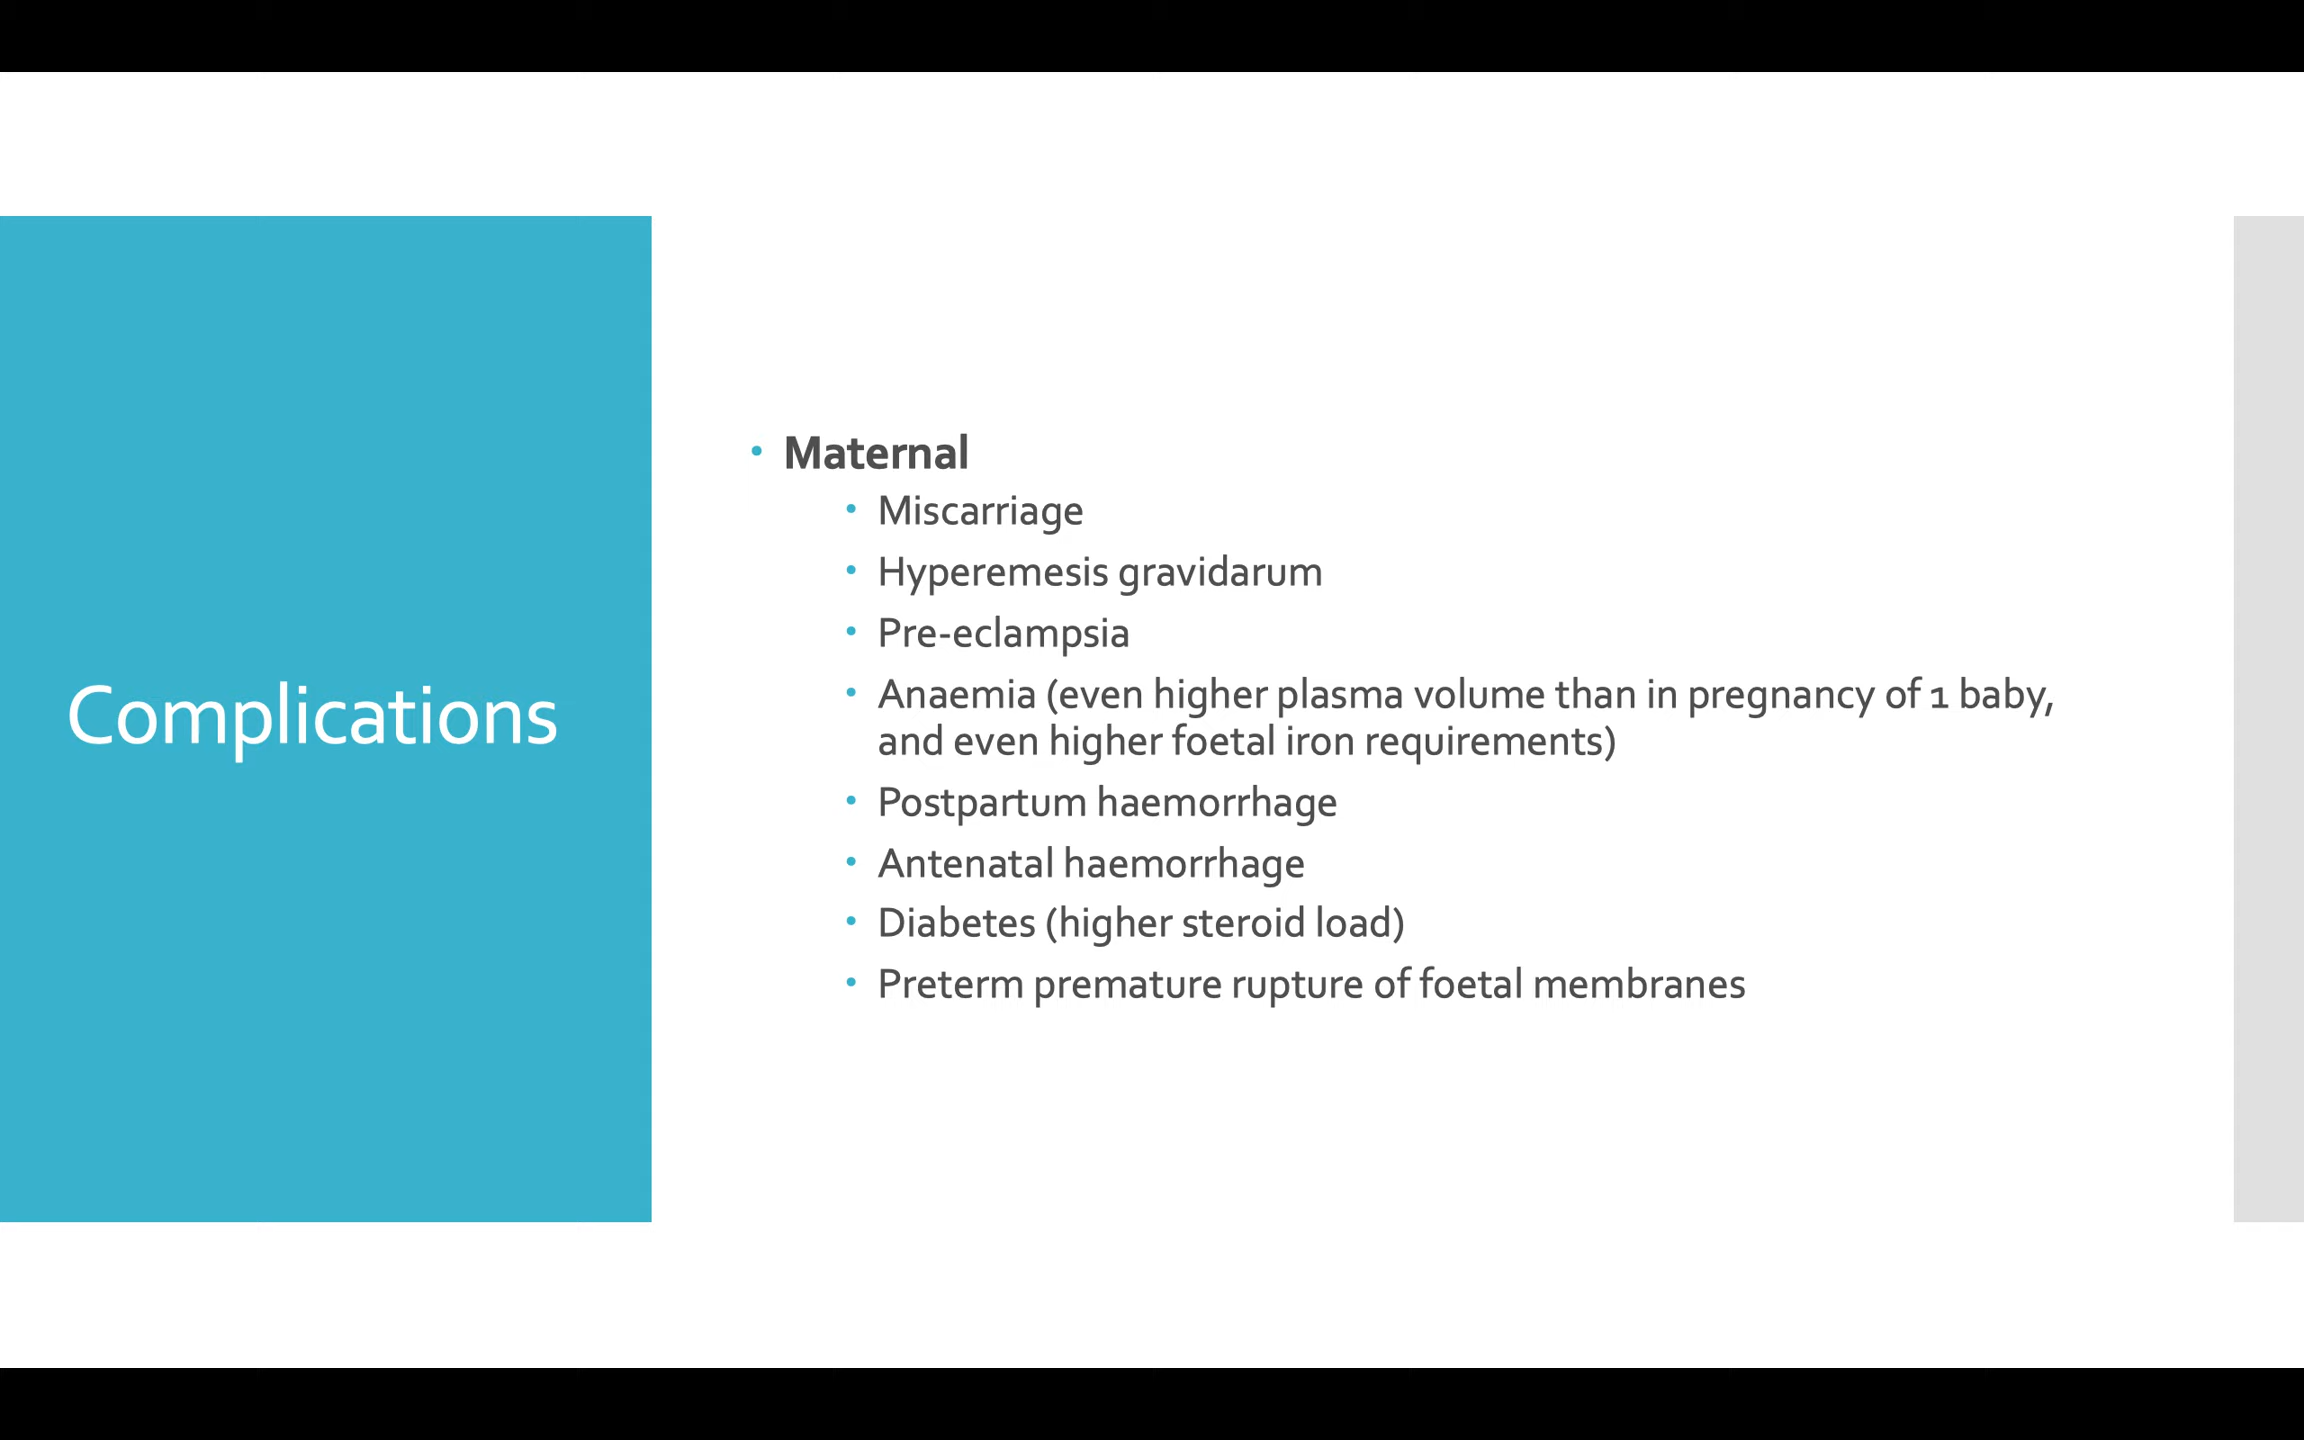 Complications
• Maternal
• Miscarriage
• Hyperemesis gravidarum
• Pre-eclampsia
• Anaemia (even higher plasma volume than in pregnancy of 1 baby,
and even higher foetal iron requirements)
• Postpartum haemorrhage
• Antenatal haemorrhage
• Diabetes (higher steroid load)
• Preterm premature rupture of foetal membranes